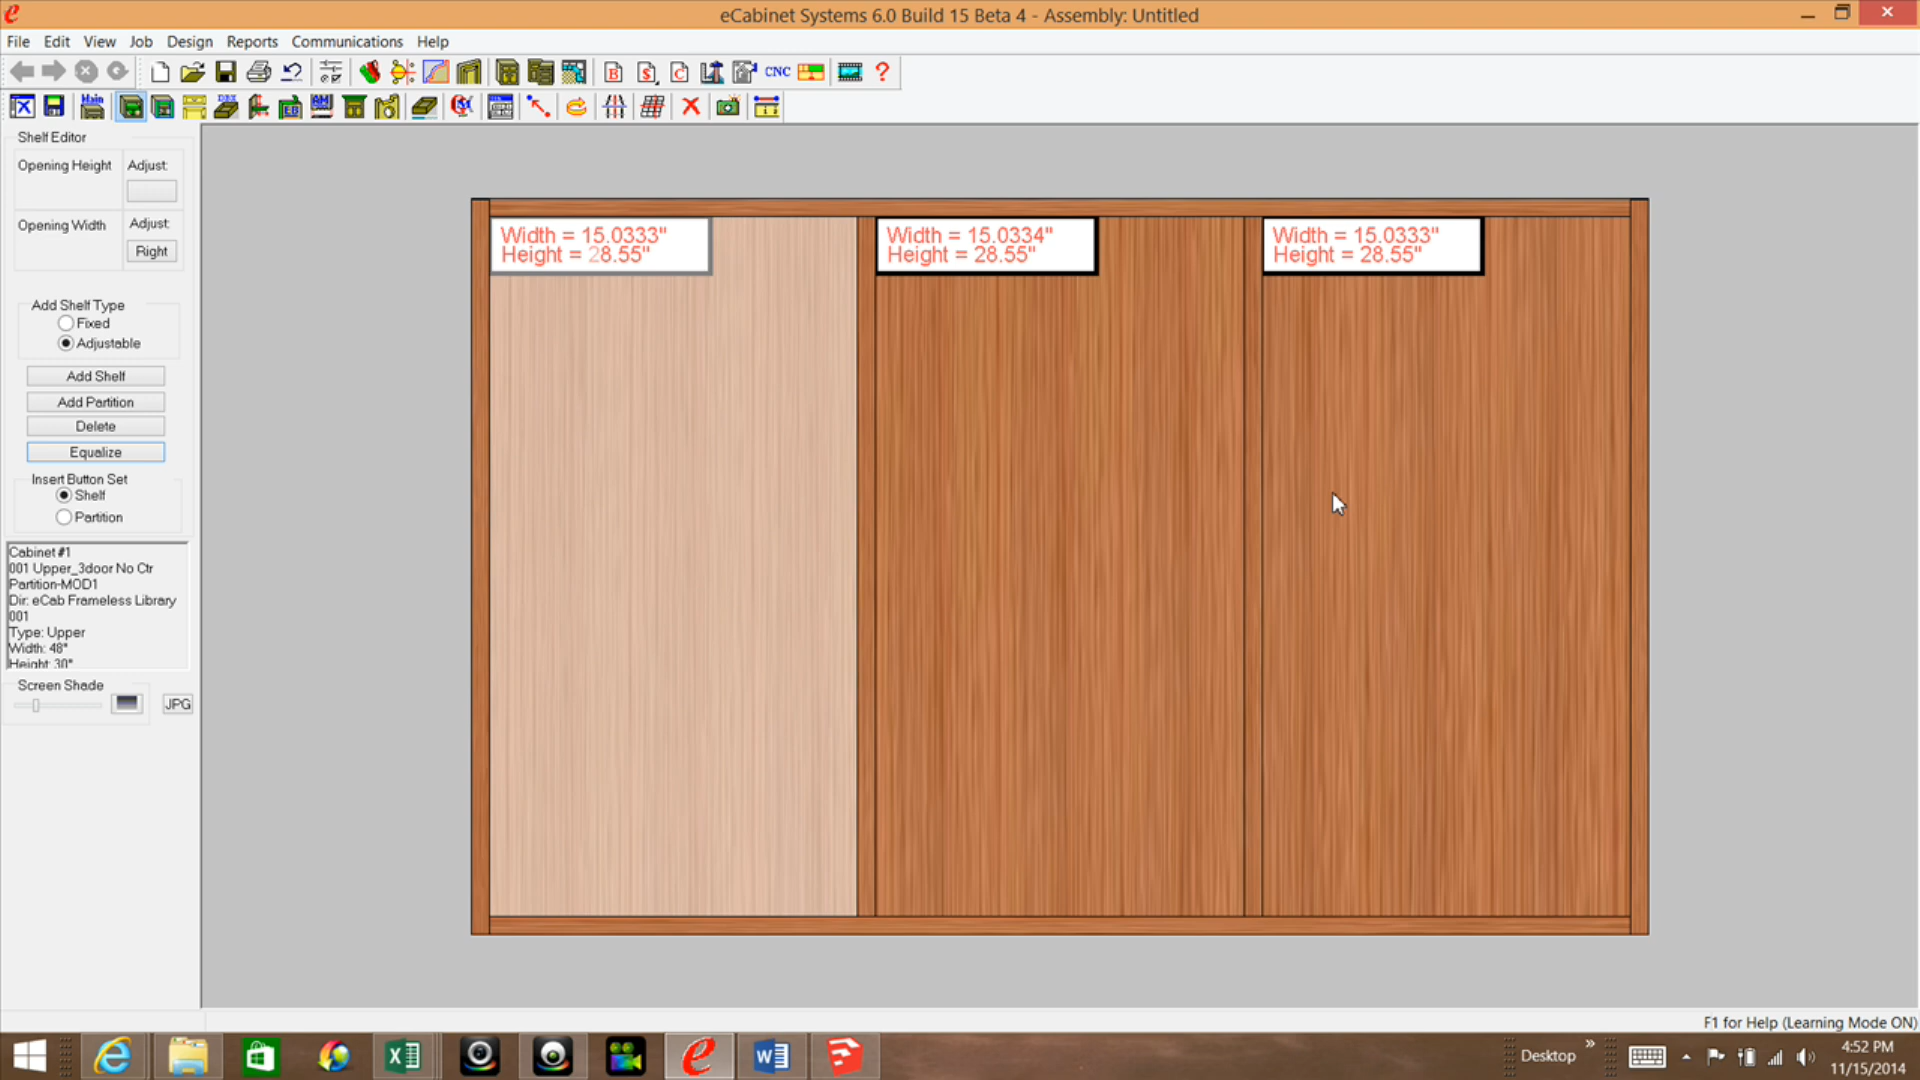 eCabinet Systems 6.0 Build 15 Beta 4 - Assembly: Untitled
File Edit View Job Design Reports Communications Help
B $ C CNC ?
Main DBX EB AM
Shelf Editor
Opening Height Adjust:
Opening Width Adjust:
Right
Add Shelf Type
Fixed
Adjustable
Add Shelf
Add Partition
Delete
Equalize
Insert Button Set
Shelf
Partition
Cabinet #1
001 Upper_3door No Ctr
Partition-MOD1
Dir: eCab Frameless Library
001
Type: Upper
Width: 48"
Height: 30"
Screen Shade
JPG
Width = 15.0333"
Height = 28.55"
Width = 15.0334"
Height = 28.55"
Width = 15.0333"
Height = 28.55"
F1 for Help (Learning Mode ON)
Desktop
4:52 PM
11/15/2014